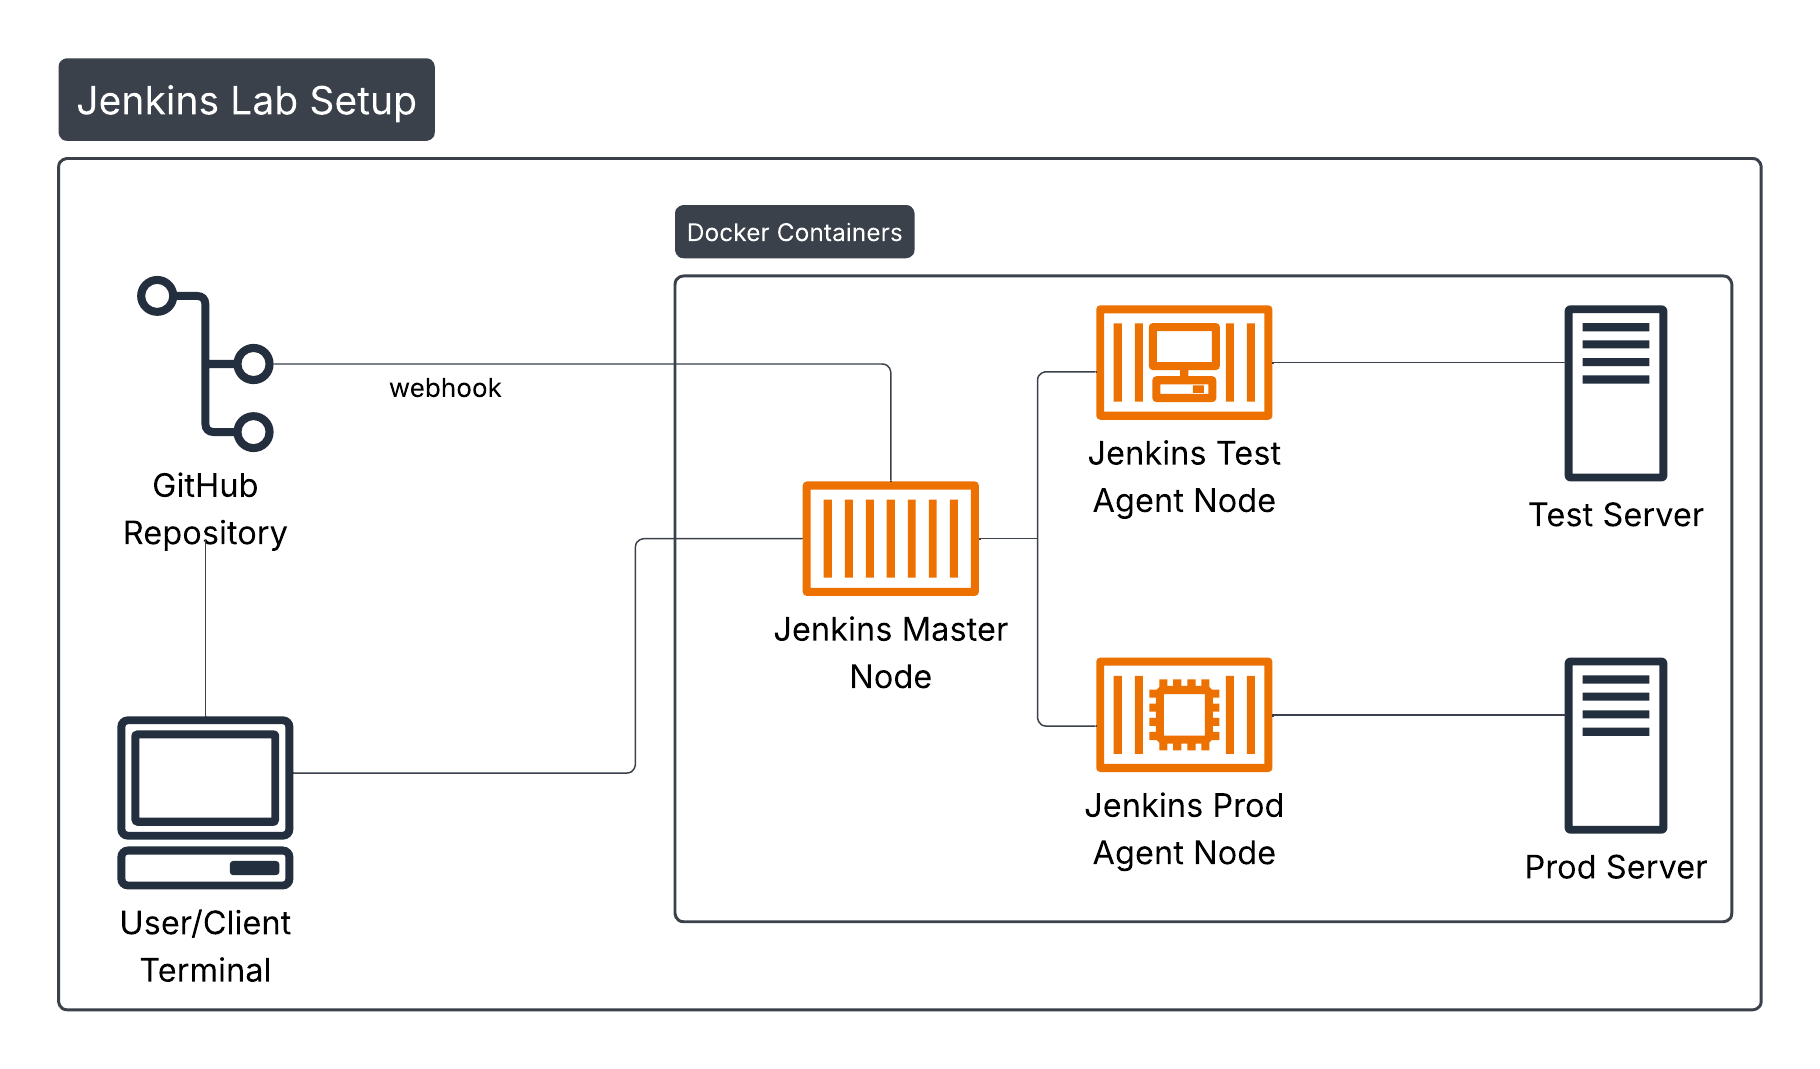 Jenkins Lab Setup
Docker Containers
webhook
GitHub
Repository
Jenkins Test
Agent Node
Test Server
Jenkins Master
Node
Jenkins Prod
Agent Node
Prod Server
User/Client
Terminal